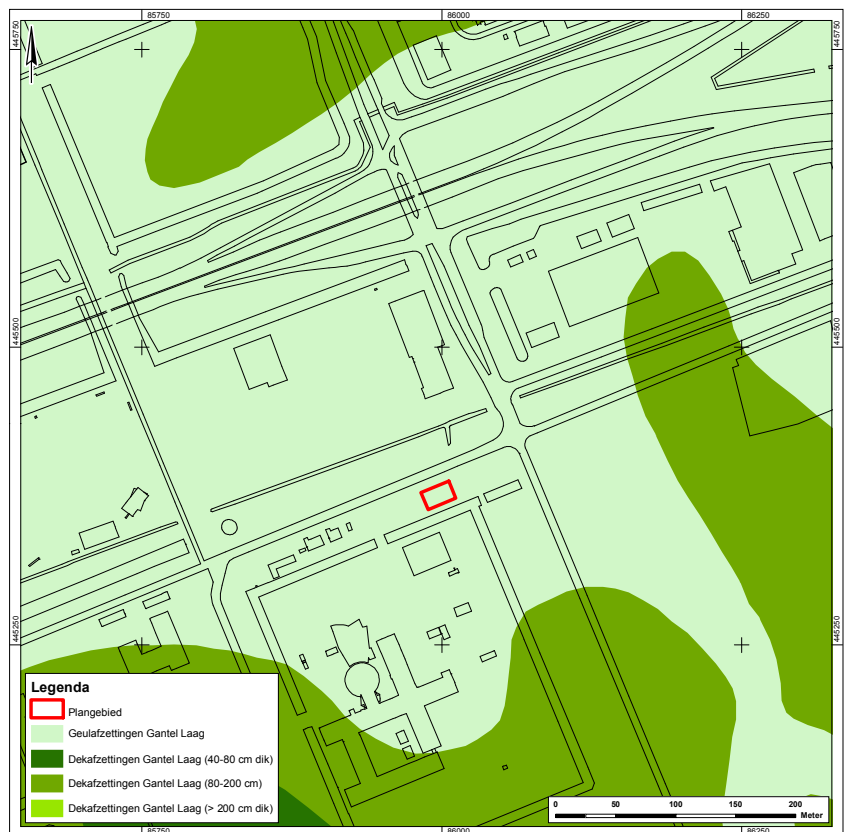 85750 86000 86250
445750 445750
445500 445500
445250 445250
Legenda
Plangebied
Geulafzettingen Gantel Laag
Dekafzettingen Gantel Laag (40-80 cm dik)
Dekafzettingen Gantel Laag (80-200 cm)
Dekafzettingen Gantel Laag (> 200 cm dik)
0 50 100 150 200
Meter
85750 86000 86250